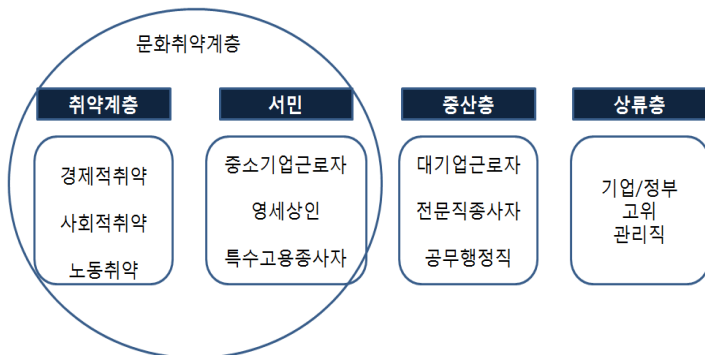 문화취약계층
취약계층
경제적취약
사회적취약
노동취약
서민
중소기업근로자
영세상인
특수고용종사자
중산층
대기업근로자
전문직종사자
공무행정직
상류층
기업/정부
고위
관리직